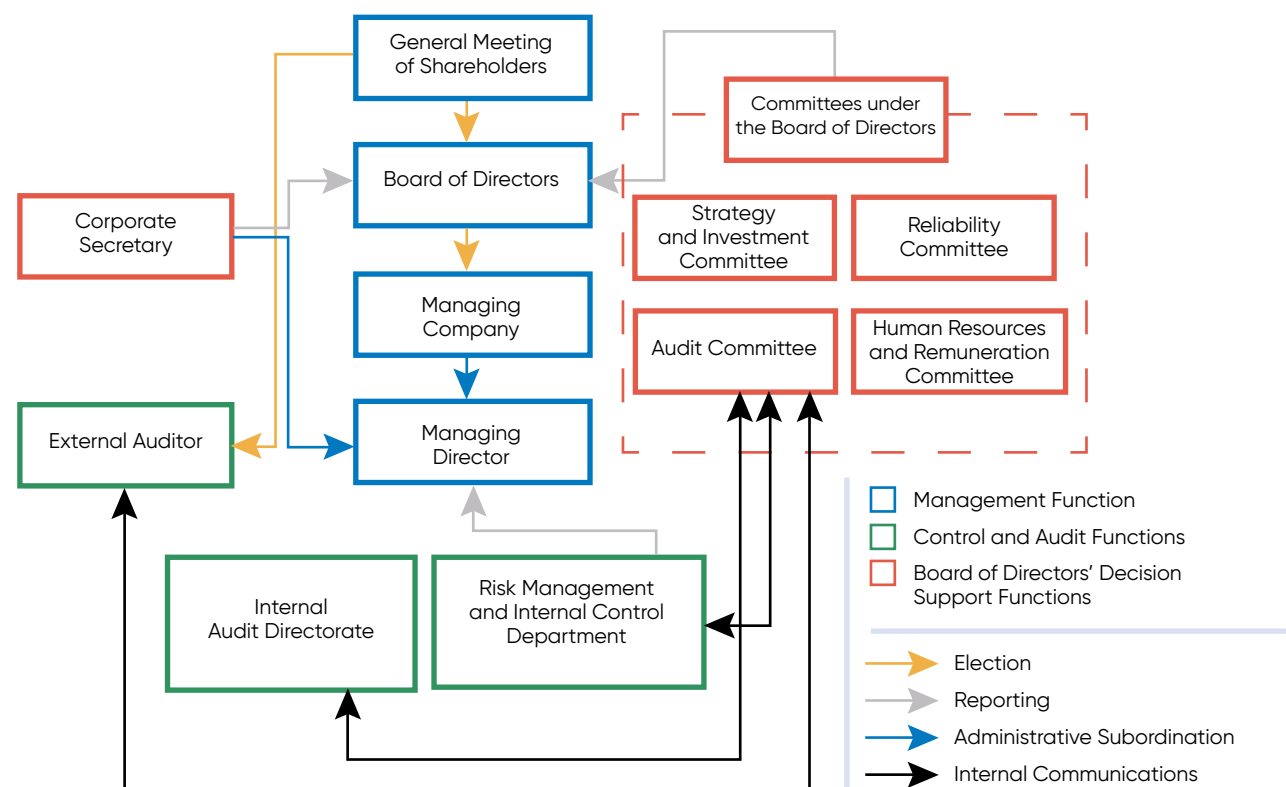 General Meeting
of Shareholders
Committees under
the Board of Directors
Board of Directors
Corporate
Secretary
Strategy
and Investment
Committee
Reliability
Committee
Managing
Company
Audit Committee
Human Resources
and Remuneration
Committee
External Auditor
Managing
Director
Internal
Audit Directorate
Risk Management
and Internal Control
Department
Management Function
Control and Audit Functions
Board of Directors’ Decision
Support Functions
Election
Reporting
Administrative Subordination
Internal Communications